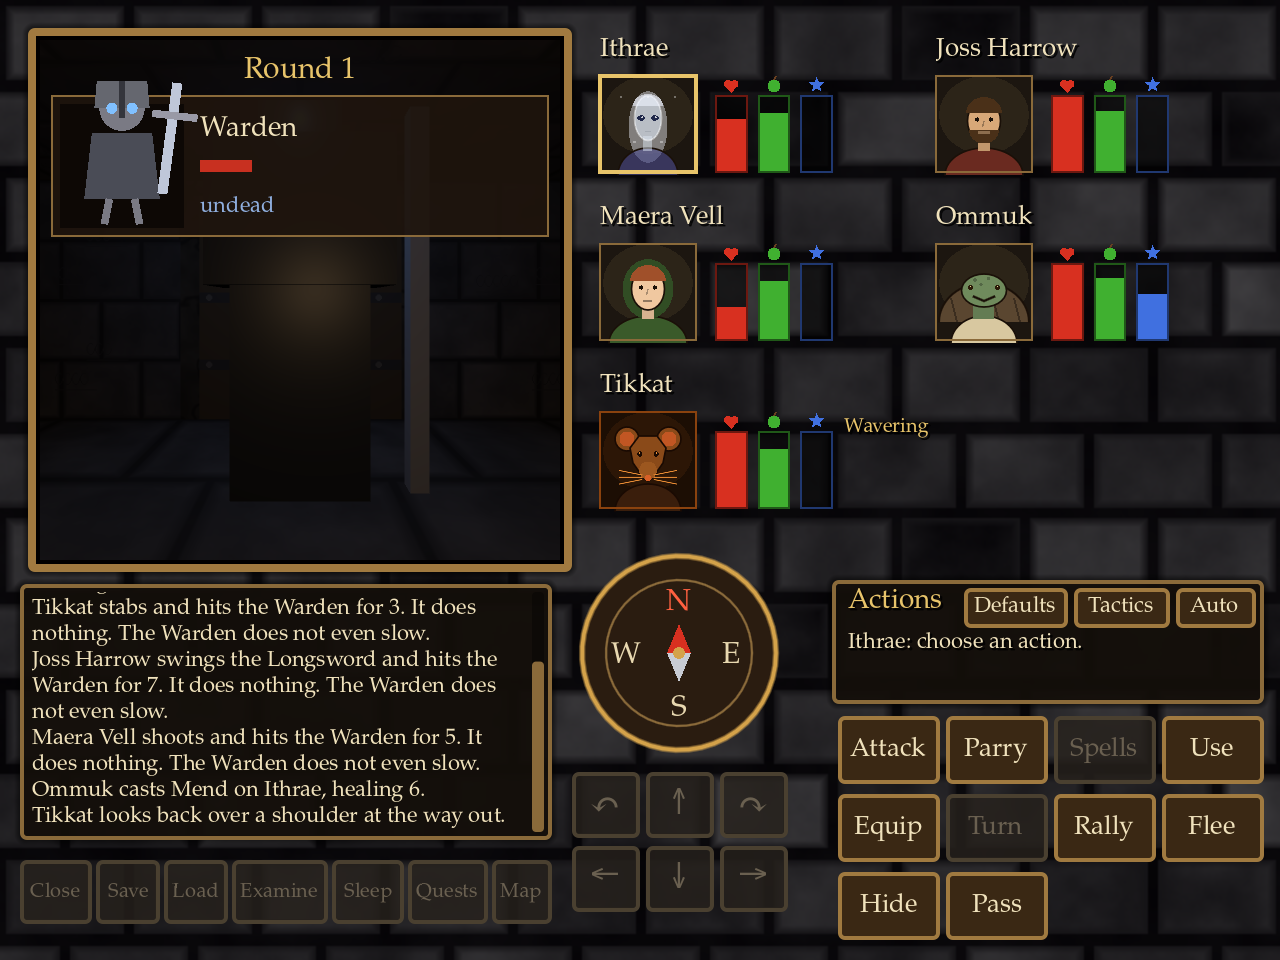 Round 1
Warden
undead
Ithrae
Joss Harrow
Maera Vell
Ommuk
Tikkat
Wavering
Tikkat stabs and hits the Warden for 3. It does
nothing. The Warden does not even slow.
Joss Harrow swings the Longsword and hits the
Warden for 7. It does nothing. The Warden does
not even slow.
Maera Vell shoots and hits the Warden for 5. It
does nothing. The Warden does not even slow.
Ommuk casts Mend on Ithrae, healing 6.
Tikkat looks back over a shoulder at the way out.
Close Save Load Examine Sleep Quests Map
N
W E
S
Actions Defaults Tactics Auto
Ithrae: choose an action.
Attack Parry Spells Use
Equip Turn Rally Flee
Hide Pass